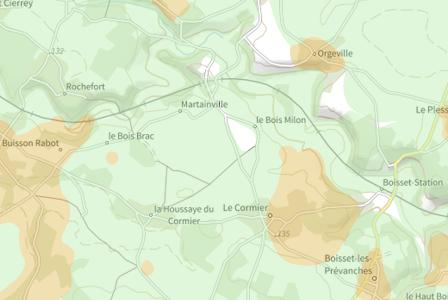 t Cierrey
132
Orgeville
Rochefort
Martainville
le Pless
le Bois Milon
le Bois Brac
Buisson Rabot
Boisset-Station
la Houssaye du
Cormier
Le Cormier
135
Boisset-les-
Prévanches
le Haut Bo